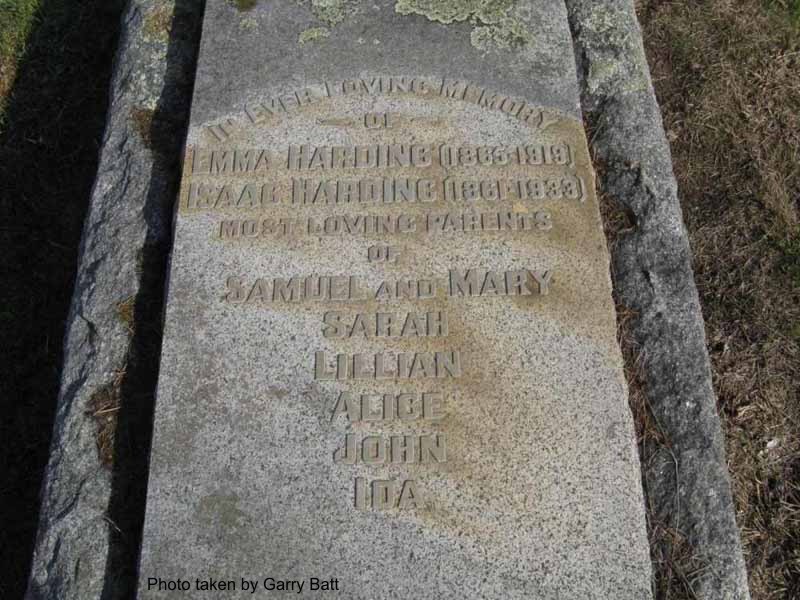 IN EVER LOVING MEMORY
OF
EMMA HARDING (1865-1919)
ISAAC HARDING (1861-1933)
MOST LOVING PARENTS
OF
SAMUEL AND MARY
SARAH
LILLIAN
ALICE
JOHN
IDA
Photo taken by Garry Batt